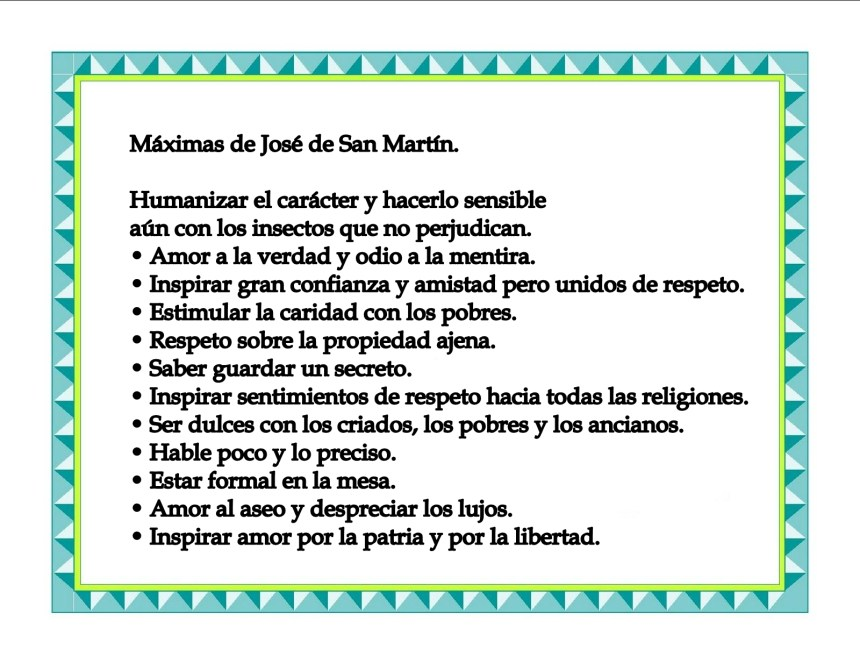 Máximas de José de San Martín.
Humanizar el carácter y hacerlo sensible
aún con los insectos que no perjudican.
• Amor a la verdad y odio a la mentira.
• Inspirar gran confianza y amistad pero unidos de respeto.
• Estimular la caridad con los pobres.
• Respeto sobre la propiedad ajena.
• Saber guardar un secreto.
• Inspirar sentimientos de respeto hacia todas las religiones.
• Ser dulces con los criados, los pobres y los ancianos.
• Hable poco y lo preciso.
• Estar formal en la mesa.
• Amor al aseo y despreciar los lujos.
• Inspirar amor por la patria y por la libertad.